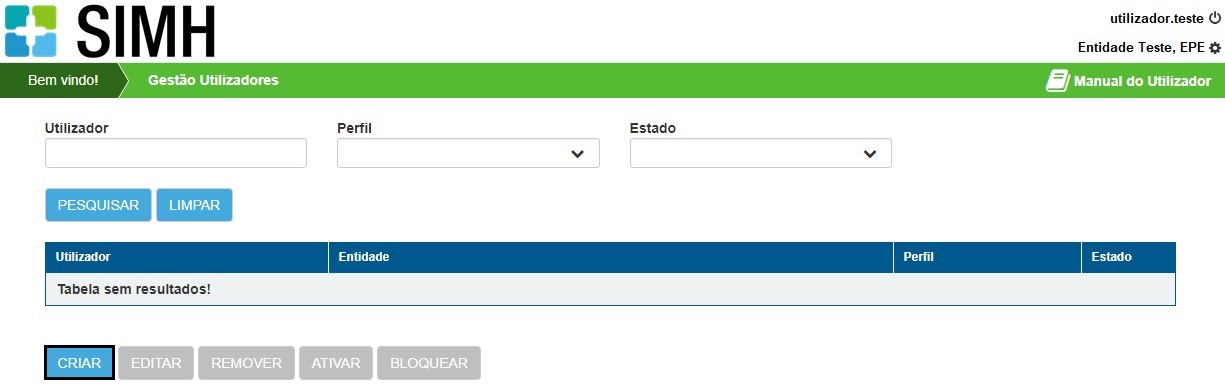 SIMH
utilizador.teste
Entidade Teste, EPE
Bem vindo! Gestão Utilizadores Manual do Utilizador
Utilizador Perfil Estado
PESQUISAR LIMPAR
Utilizador Entidade Perfil Estado
Tabela sem resultados!
CRIAR EDITAR REMOVER ATIVAR BLOQUEAR